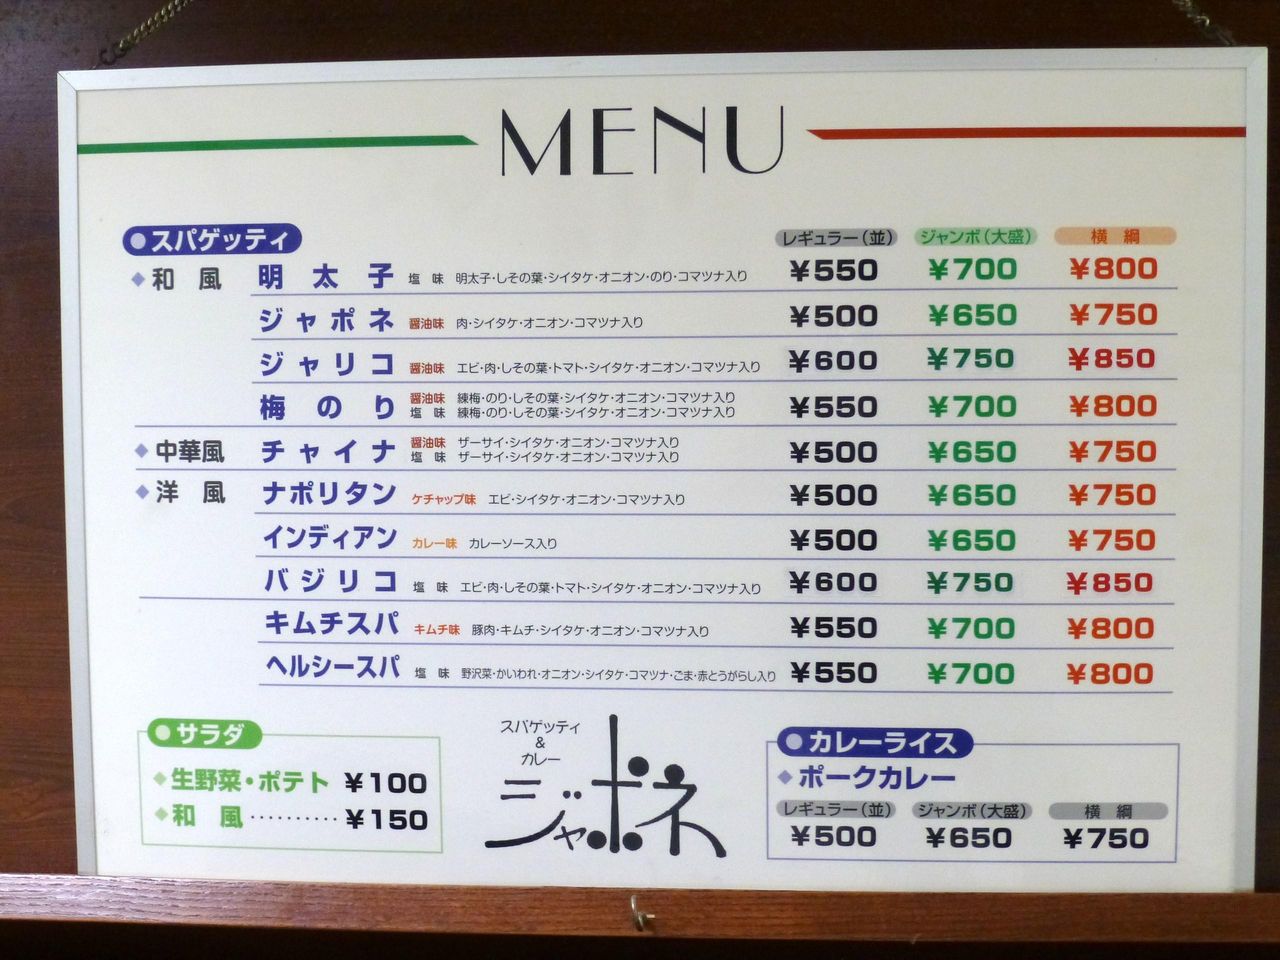 MENU
スパゲッティ レギュラー(並) ジャンボ(大盛) 横綱
和風 明太子 塩味 明太子・しその葉・シイタケ・オニオン・のり・コマツナ入り ¥550 ¥700 ¥800
ジャポネ 醤油味 肉・シイタケ・オニオン・コマツナ入り ¥500 ¥650 ¥750
ジャリコ 醤油味 エビ・肉・しその葉・トマト・シイタケ・オニオン・コマツナ入り ¥600 ¥750 ¥850
梅のり 醤油味 練梅・のり・しその葉・シイタケ・オニオン・コマツナ入り ¥550 ¥700 ¥800
塩味 練梅・のり・しその葉・シイタケ・オニオン・コマツナ入り
中華風 チャイナ 醤油味 ザーサイ・シイタケ・オニオン・コマツナ入り ¥500 ¥650 ¥750
塩味 ザーサイ・シイタケ・オニオン・コマツナ入り
洋風 ナポリタン ケチャップ味 エビ・シイタケ・オニオン・コマツナ入り ¥500 ¥650 ¥750
インディアン カレー味 カレーソース入り ¥500 ¥650 ¥750
バジリコ 塩味 エビ・肉・しその葉・トマト・シイタケ・オニオン・コマツナ入り ¥600 ¥750 ¥850
キムチスパ キムチ味 豚肉・キムチ・シイタケ・オニオン・コマツナ入り ¥550 ¥700 ¥800
ヘルシースパ 塩味 野沢菜・かいわれ・オニオン・シイタケ・コマツナ・ごま・赤とうがらし入り ¥550 ¥700 ¥800
サラダ
生野菜・ポテト ¥100
和風·········· ¥150
スパゲッティ
&
カレー
ジャポネ
カレーライス
ポークカレー
レギュラー(並) ジャンボ(大盛) 横綱
¥500 ¥650 ¥750